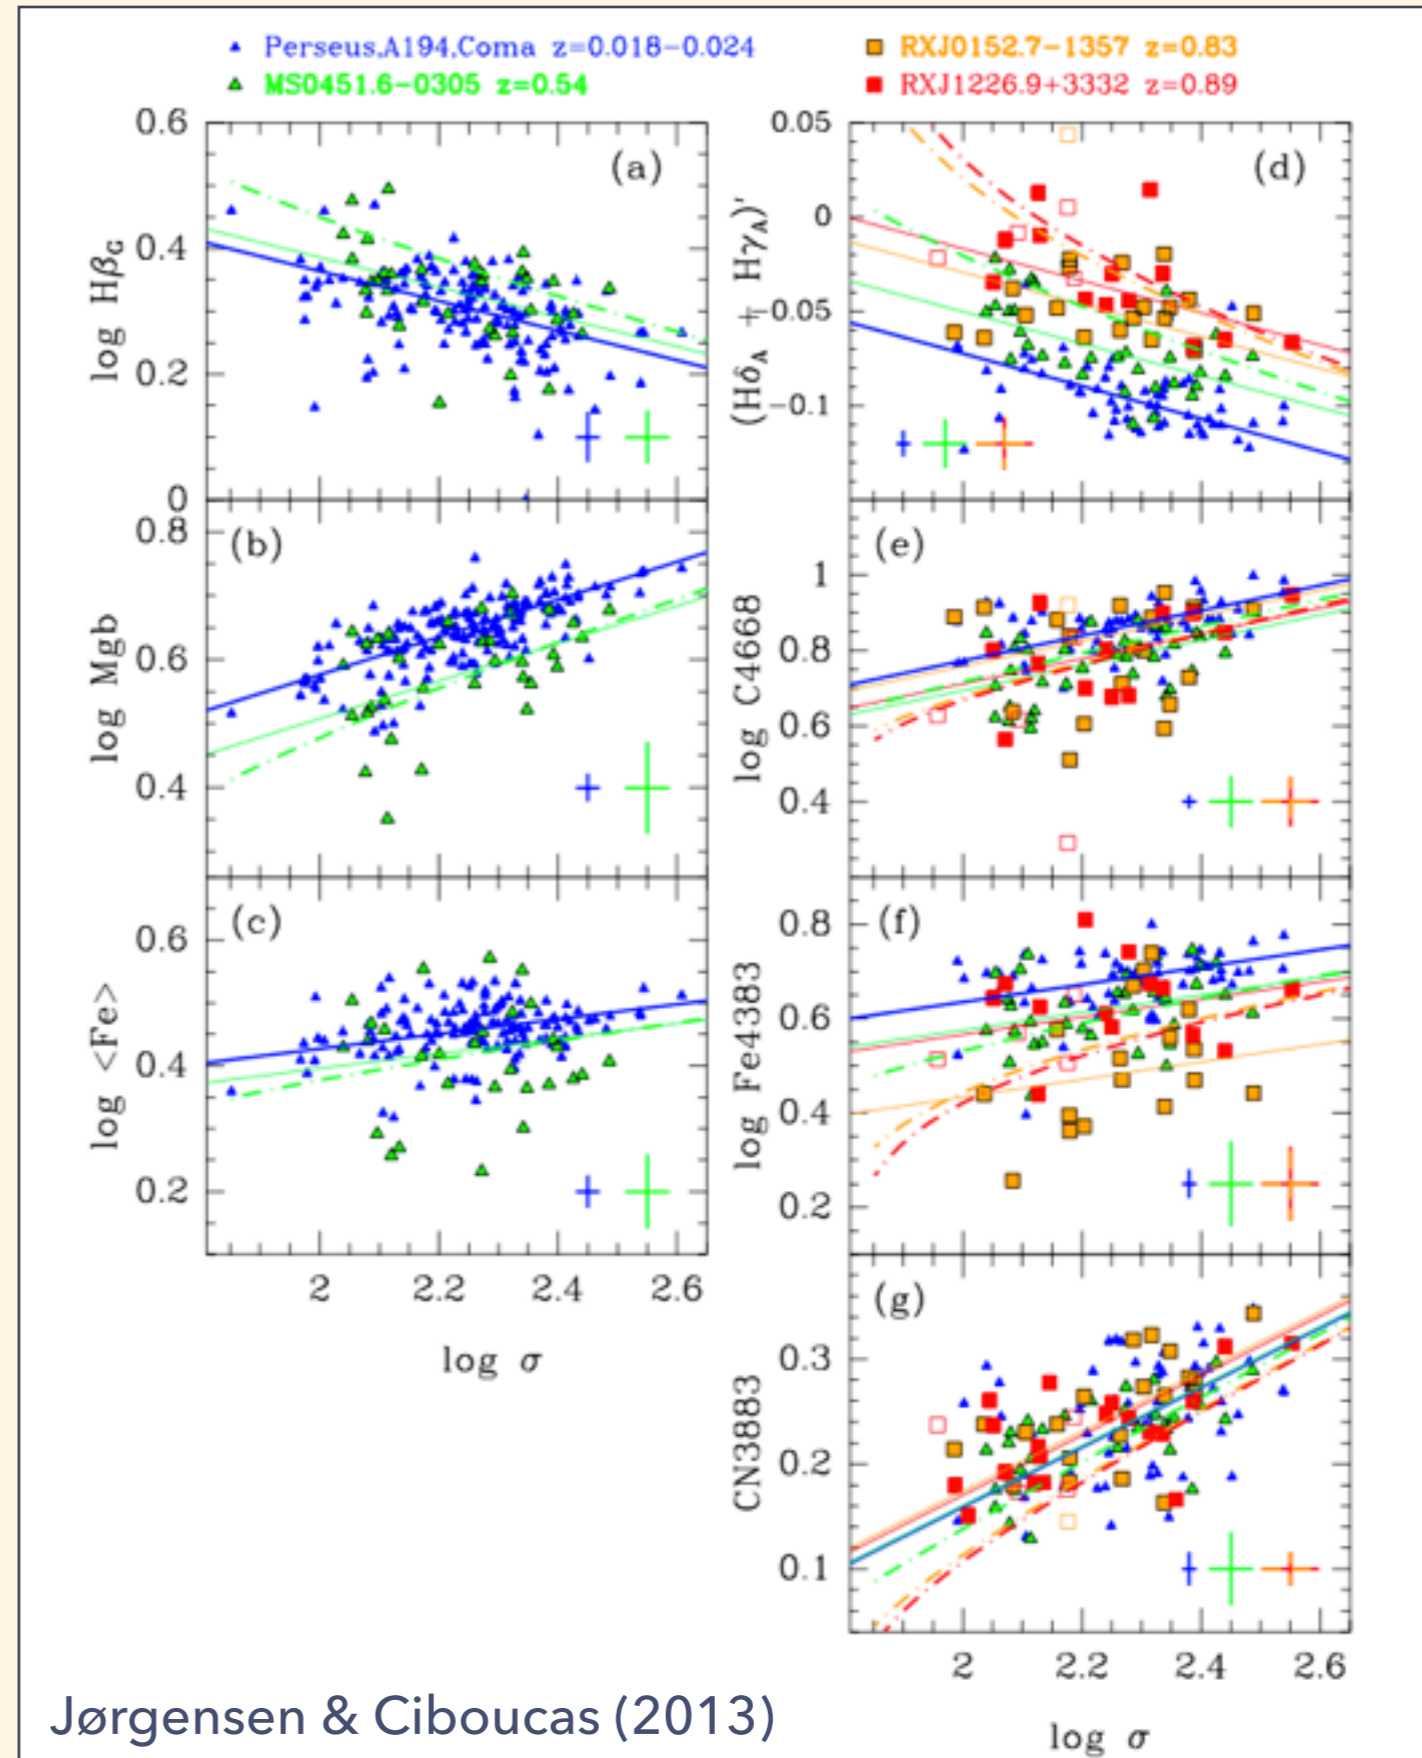 Perseus,A194,Coma z=0.018−0.024
MS0451.6−0305 z=0.54
RXJ0152.7−1357 z=0.83
RXJ1226.9+3332 z=0.89
0.6
0.4
0.2
0
log HβG
(a)
0.8
0.6
0.4
log Mgb
(b)
0.6
0.4
0.2
log <Fe>
(c)
2 2.2 2.4 2.6
log σ
0.05
0
−0.05
−0.1
(HδA + HγA)'
(d)
1
0.8
0.6
0.4
log C4668
(e)
0.8
0.6
0.4
0.2
log Fe4383
(f)
0.3
0.2
0.1
CN3883
(g)
2 2.2 2.4 2.6
log σ
Jørgensen & Ciboucas (2013)